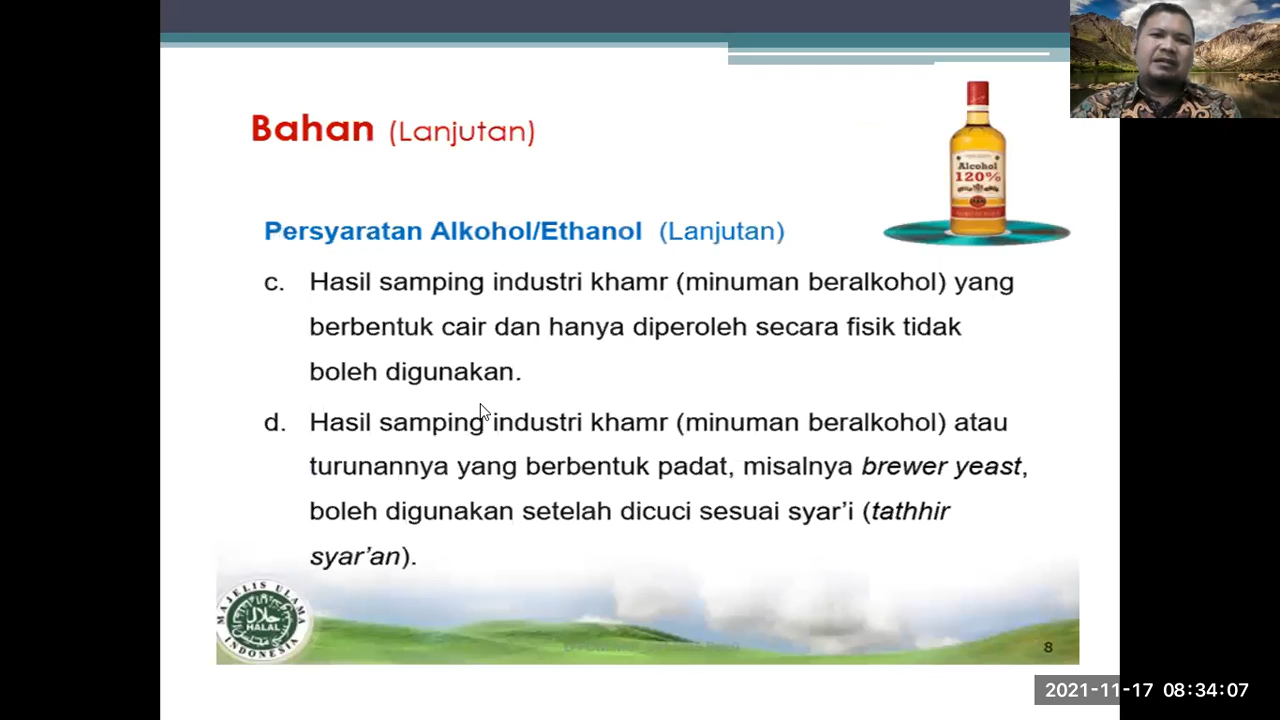 Bahan (Lanjutan)
Alcohol
120%
Persyaratan Alkohol/Ethanol (Lanjutan)
c. Hasil samping industri khamr (minuman beralkohol) yang
berbentuk cair dan hanya diperoleh secara fisik tidak
boleh digunakan.
d. Hasil samping industri khamr (minuman beralkohol) atau
turunannya yang berbentuk padat, misalnya brewer yeast,
boleh digunakan setelah dicuci sesuai syar’i (tathhir
syar’an).
MAJELIS ULAMA
حلال
HALAL
INDONESIA
8
2021-11-17 08:34:07